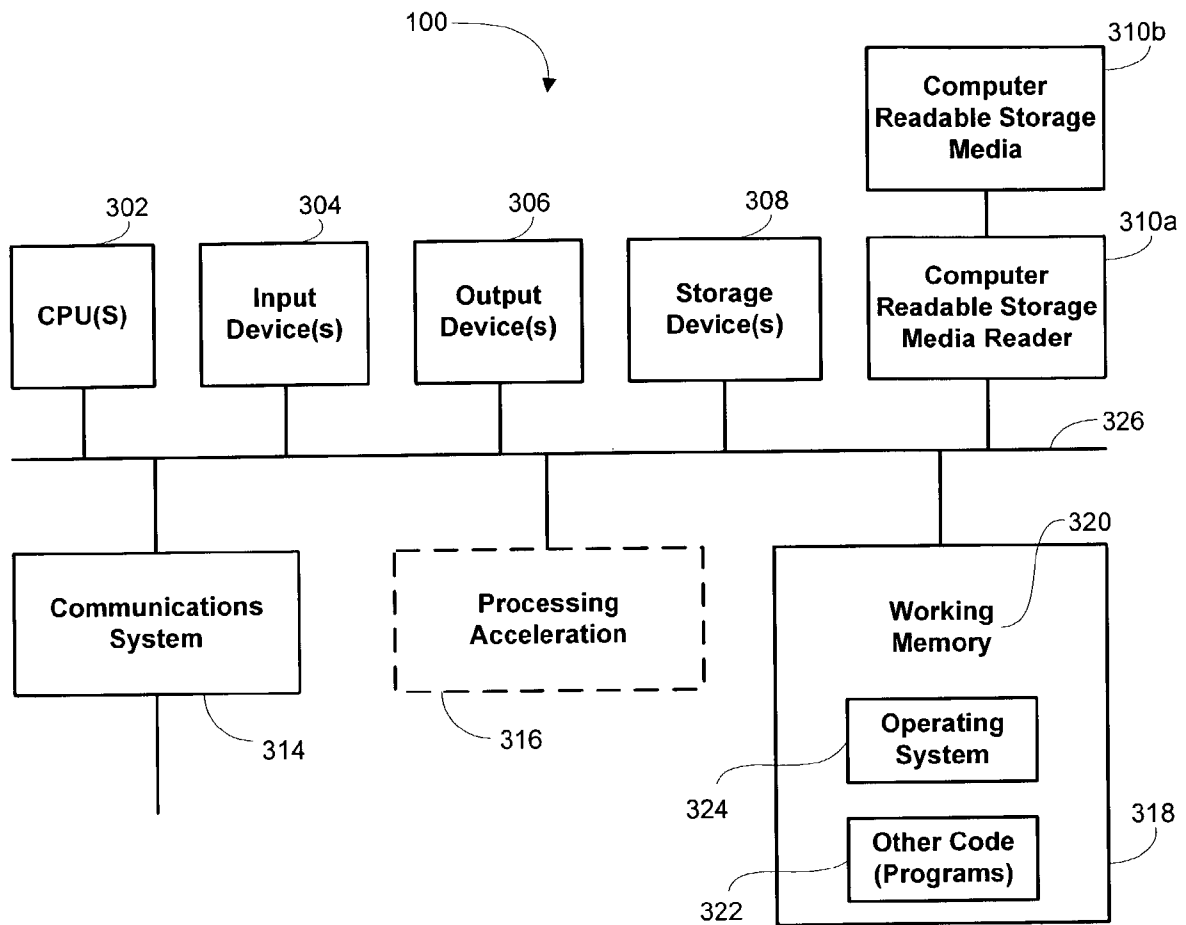 100
310b
Computer
Readable Storage
Media
302
304
306
308
310a
CPU(S)
Input
Device(s)
Output
Device(s)
Storage
Device(s)
Computer
Readable Storage
Media Reader
326
320
Communications
System
Processing
Acceleration
Working
Memory
314
316
Operating
System
324
318
Other Code
(Programs)
322